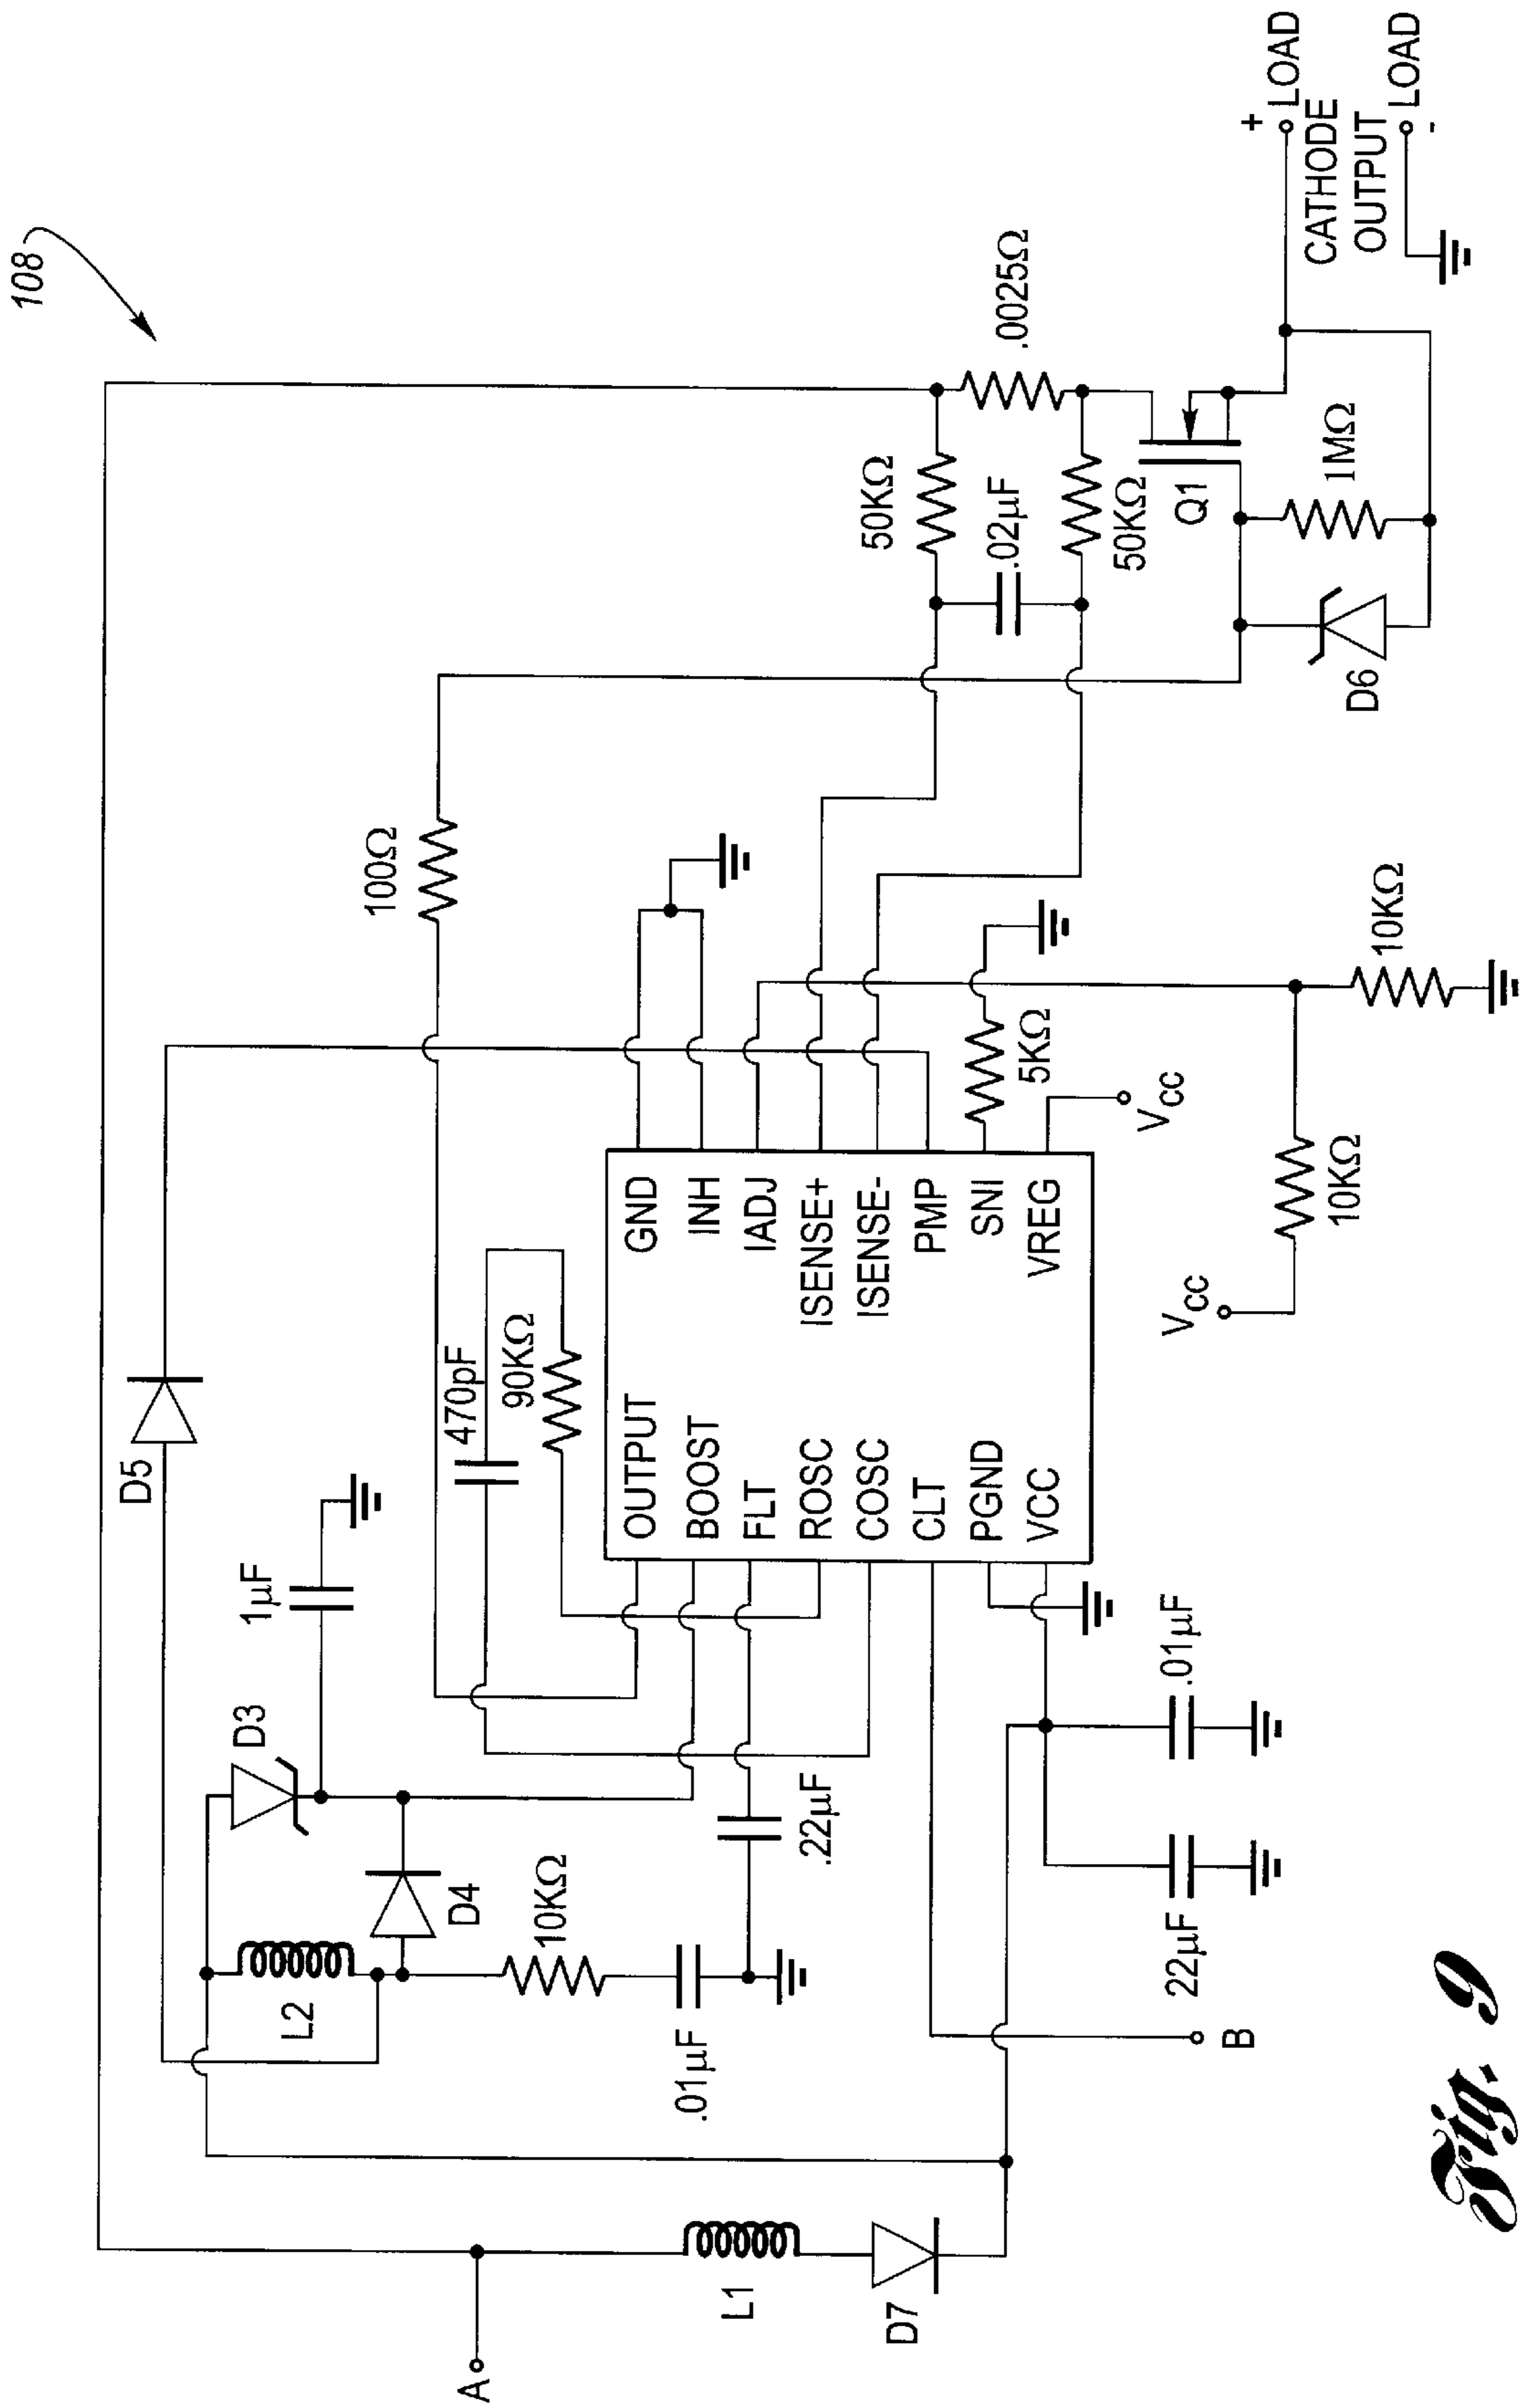 108
D5
100Ω
D3
1µF
L2
D4
10KΩ
.01µF
.22µF
470pF
90KΩ
OUTPUT
BOOST
FLT
ROSC
COSC
CLT
PGND
VCC
GND
INH
IADJ
ISENSE+
ISENSE-
PMP
SNI
VREG
50KΩ
.02µF
50KΩ
.0025Ω
Q1
1MΩ
D6
+
LOAD
CATHODE
OUTPUT
LOAD
-
5KΩ
Vcc
Vcc
10KΩ
10KΩ
A
L1
D7
B
22µF
.01µF
Fig. 9